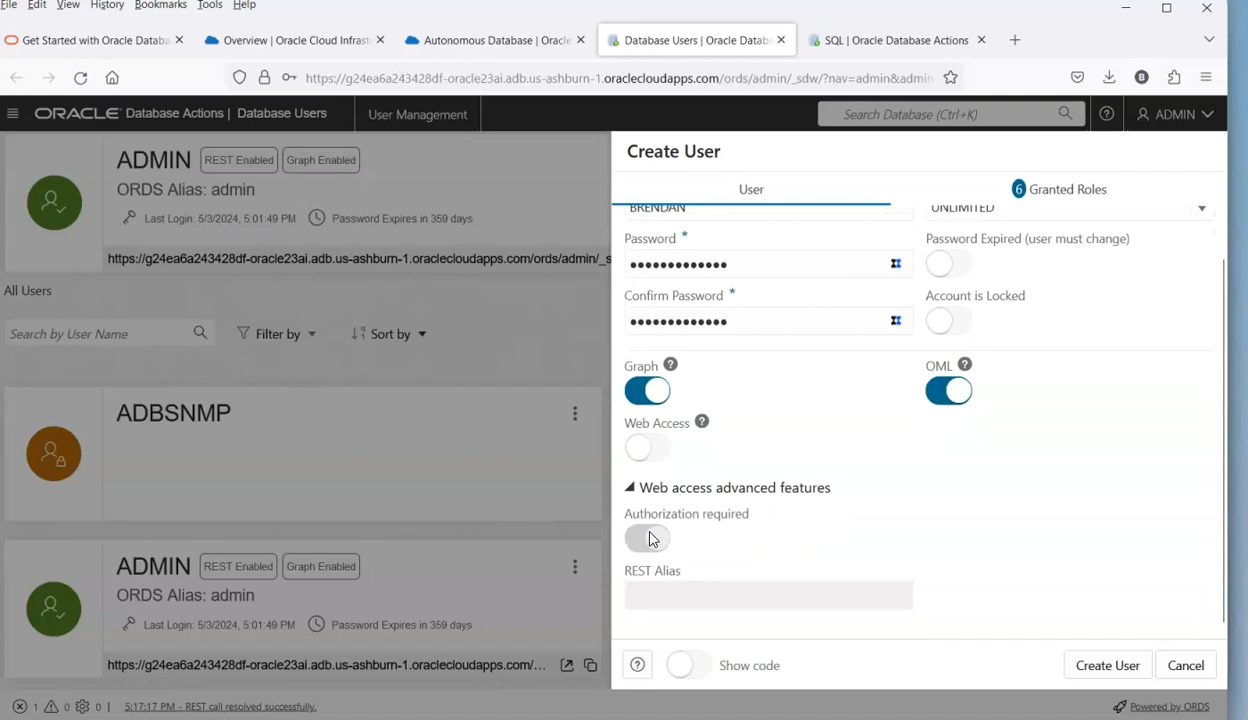 File Edit View History Bookmarks Tools Help
Get Started with Oracle Databa
Overview | Oracle Cloud Infrast
Autonomous Database | Oracle
Database Users | Oracle Datab
SQL | Oracle Database Actions
https://g24ea6a243428df-oracle23ai.adb.us-ashburn-1.oraclecloudapps.com/ords/admin/_sdw/?nav=admin&admin
B
ORACLE Database Actions | Database Users
User Management
Search Database (Ctrl+K)
ADMIN
ADMIN REST Enabled Graph Enabled
ORDS Alias: admin
Last Login: 5/3/2024, 5:01:49 PM Password Expires in 359 days
https://g24ea6a243428df-oracle23ai.adb.us-ashburn-1.oraclecloudapps.com/ords/admin/_s
All Users
Search by User Name Filter by Sort by
ADBSNMP
ADMIN REST Enabled Graph Enabled
ORDS Alias: admin
Last Login: 5/3/2024, 5:01:49 PM Password Expires in 359 days
https://g24ea6a243428df-oracle23ai.adb.us-ashburn-1.oraclecloudapps.com/...
Create User
User 6 Granted Roles
BRENDAN UNLIMITED
Password * Password Expired (user must change)
Confirm Password * Account is Locked
Graph ? OML ?
Web Access ?
Web access advanced features
Authorization required
REST Alias
? Show code Create User Cancel
1 0 0 | 5:17:17 PM - REST call resolved successfully. Powered by ORDS